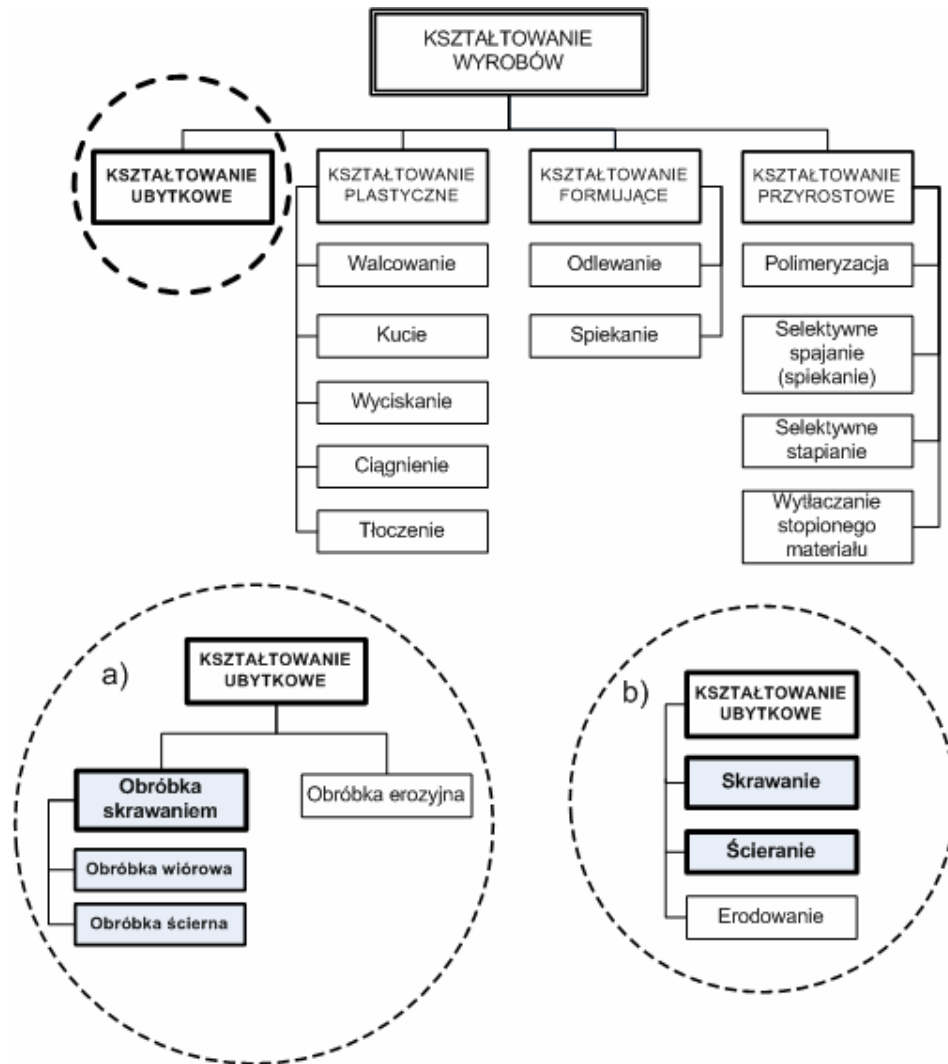 KSZTAŁTOWANIE
WYROBÓW
KSZTAŁTOWANIE
UBYTKOWE
KSZTAŁTOWANIE
PLASTYCZNE
KSZTAŁTOWANIE
FORMUJĄCE
KSZTAŁTOWANIE
PRZYROSTOWE
Walcowanie
Kucie
Wyciskanie
Ciągnienie
Tłoczenie
Odlewanie
Spiekanie
Polimeryzacja
Selektywne
spajanie
(spiekanie)
Selektywne
stapianie
Wytłaczanie
stopionego
materiału
a)
KSZTAŁTOWANIE
UBYTKOWE
Obróbka
skrawaniem
Obróbka wiórowa
Obróbka ścierna
Obróbka erozyjna
b)
KSZTAŁTOWANIE
UBYTKOWE
Skrawanie
Ścieranie
Erodowanie